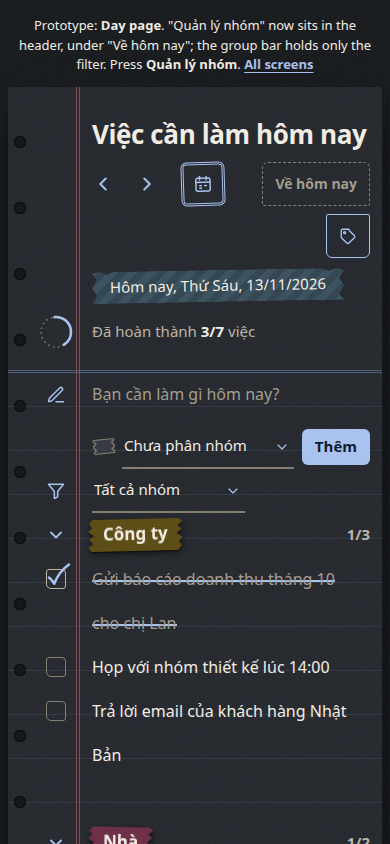 Prototype: Day page. "Quản lý nhóm" now sits in the
header, under "Về hôm nay"; the group bar holds only the
filter. Press Quản lý nhóm. All screens
Việc cần làm hôm nay
Về hôm nay
Hôm nay, Thứ Sáu, 13/11/2026
Đã hoàn thành 3/7 việc
Bạn cần làm gì hôm nay?
Chưa phân nhóm
Thêm
Tất cả nhóm
Công ty 1/3
Gửi báo cáo doanh thu tháng 10
cho chị Lan
Họp với nhóm thiết kế lúc 14:00
Trả lời email của khách hàng Nhật
Bản
Nhà 1/2